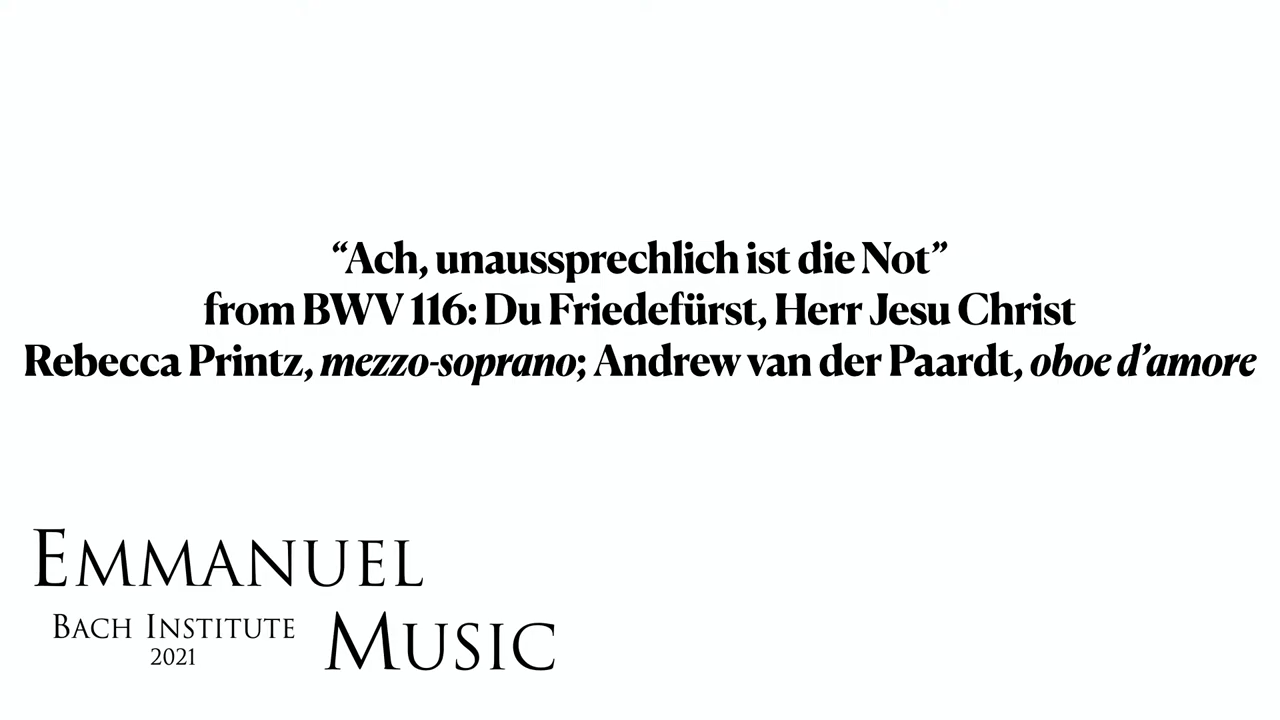 “Ach, unaussprechlich ist die Not”
from BWV 116: Du Friedefürst, Herr Jesu Christ
Rebecca Printz, mezzo-soprano; Andrew van der Paardt, oboe d’amore
EMMANUEL
BACH INSTITUTE
2021
MUSIC